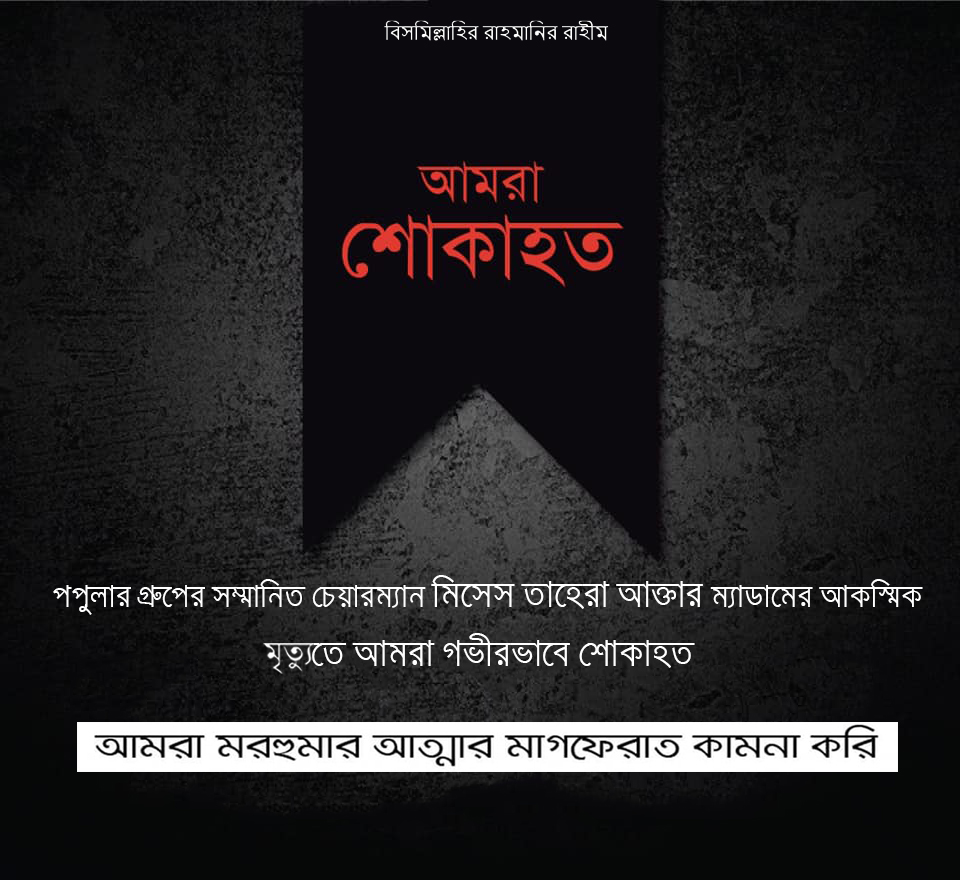 বিসমিল্লাহির রাহমানির রাহীম
আমরা
শোকাহত
পপুলার গ্রুপের সম্মানিত চেয়ারম্যান মিসেস তাহেরা আক্তার ম্যাডামের আকস্মিক
মৃত্যুতে আমরা গভীরভাবে শোকাহত
আমরা মরহুমার আত্মার মাগফেরাত কামনা করি